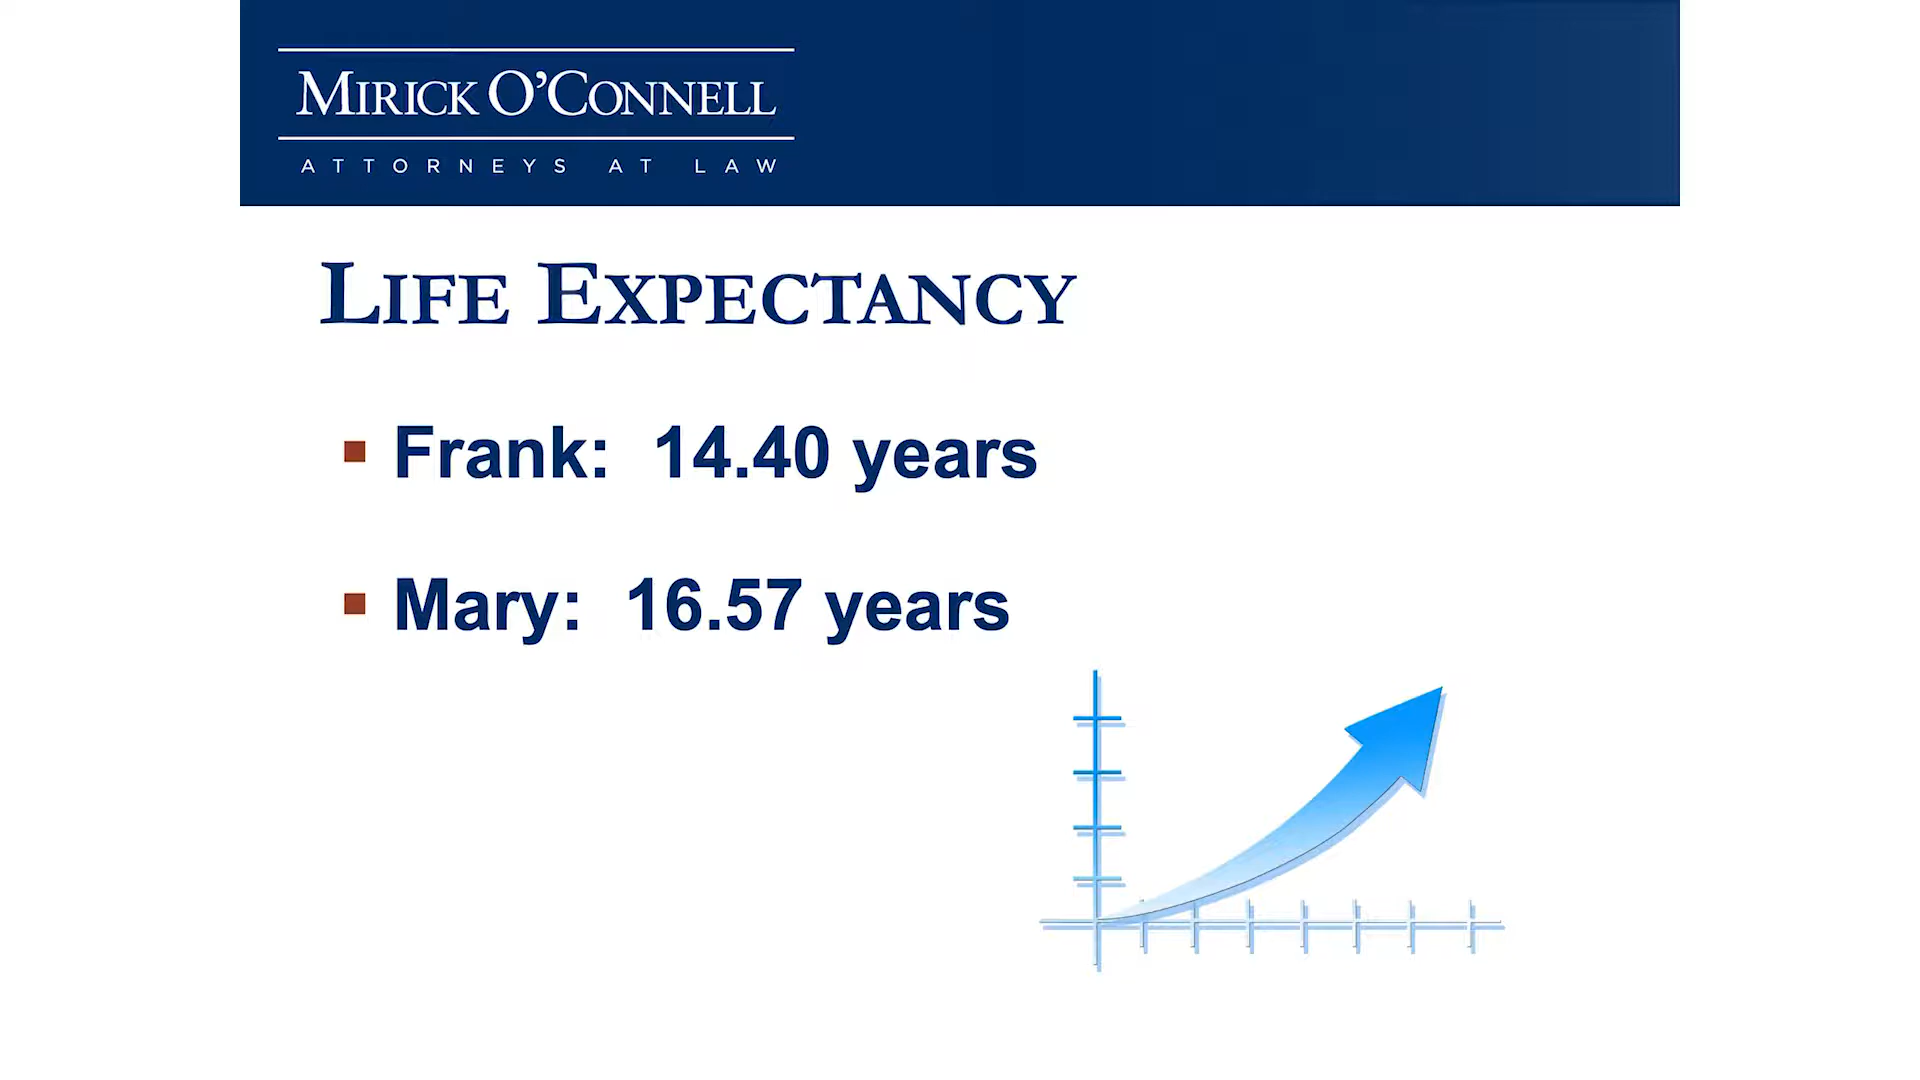 MIRICK O'CONNELL
ATTORNEYS AT LAW
LIFE EXPECTANCY
▪ Frank: 14.40 years
▪ Mary: 16.57 years